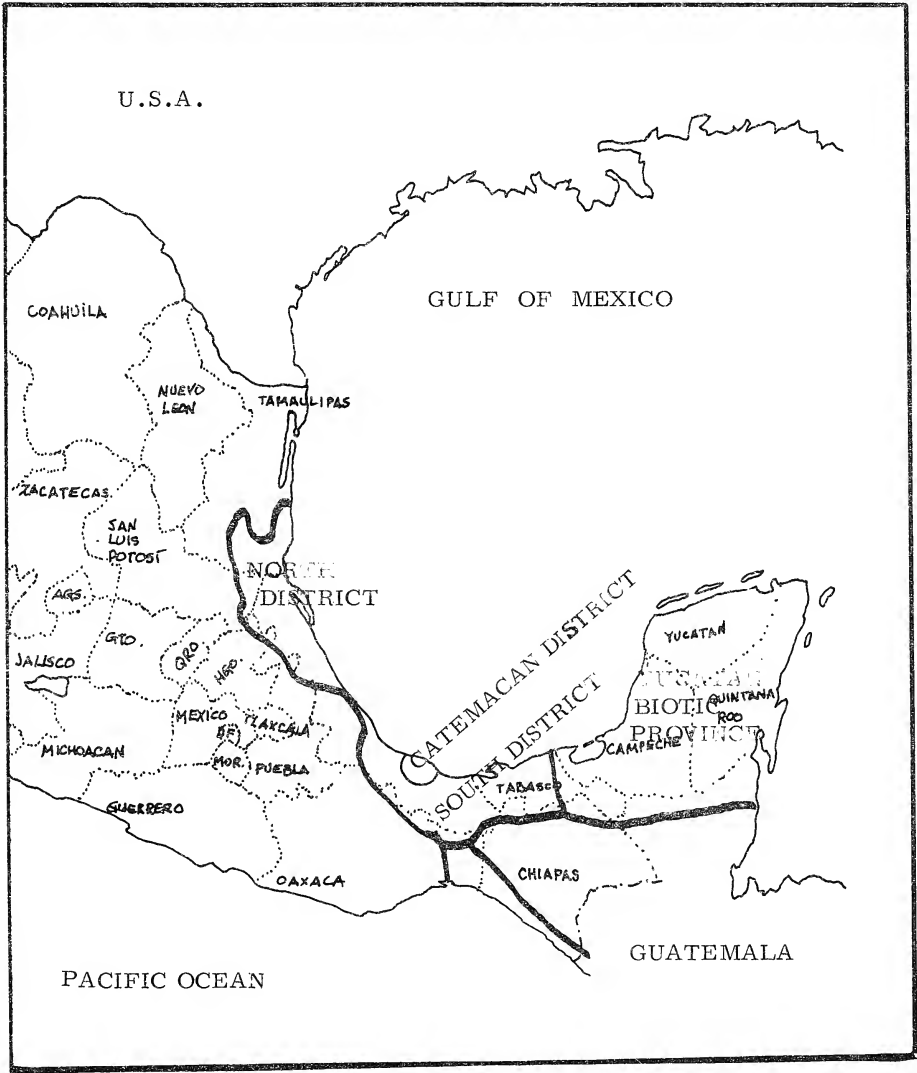 U.S.A.
GULF OF MEXICO
COAHUILA
NUEVO
LEON
TAMAULIPAS
ZACATECAS
SAN
LUIS
POTOSÍ
NORTH
DISTRICT
AGS.
GTO.
QRO
HGO.
JALISCO
MEXICO
D.F.
TLAXCALA
MICHOACAN
MOR.
PUEBLA
GUERRERO
OAXACA
CATEMACAN DISTRICT
SOUTH DISTRICT
TABASCO
CHIAPAS
YUCATAN
BIOTIC
PROVINCE
QUINTANA
ROO
CAMPECHE
GUATEMALA
PACIFIC OCEAN